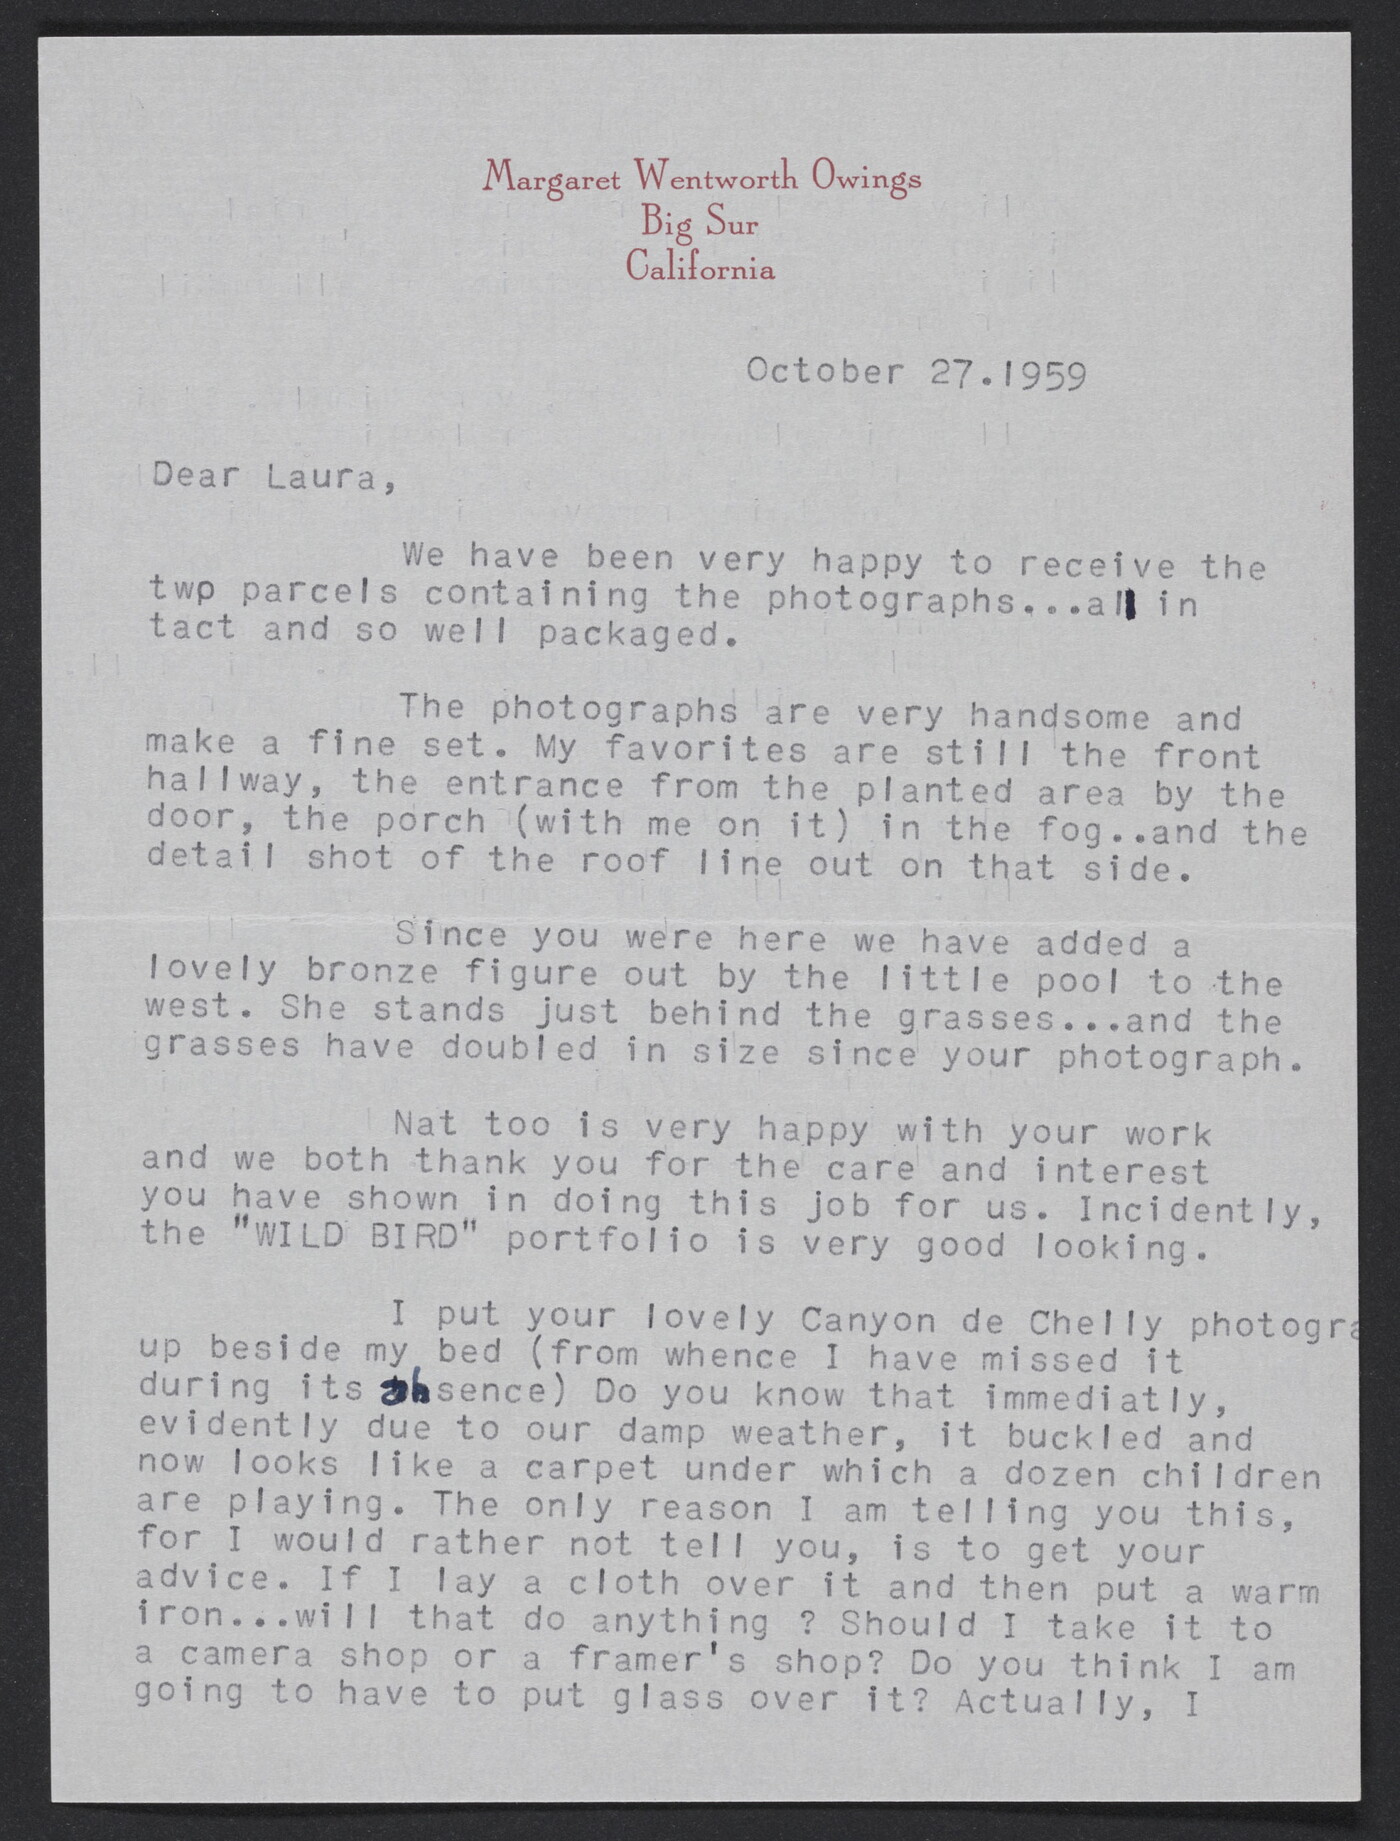 Margaret Wentworth Owings
Big Sur
California
October 27.1959
Dear Laura,
We have been very happy to receive the
two parcels containing the photographs...all in
tact and so well packaged.
The photographs are very handsome and
make a fine set. My favorites are still the front
hallway, the entrance from the planted area by the
door, the porch (with me on it) in the fog..and the
detail shot of the roof line out on that side.
Since you were here we have added a
lovely bronze figure out by the little pool to the
west. She stands just behind the grasses...and the
grasses have doubled in size since your photograph.
Nat too is very happy with your work
and we both thank you for the care and interest
you have shown in doing this job for us. Incidently,
the "WILD BIRD" portfolio is very good looking.
I put your lovely Canyon de Chelly photogra
up beside my bed (from whence I have missed it
during its absence) Do you know that immediatly,
evidently due to our damp weather, it buckled and
now looks like a carpet under which a dozen children
are playing. The only reason I am telling you this,
for I would rather not tell you, is to get your
advice. If I lay a cloth over it and then put a warm
iron...will that do anything ? Should I take it to
a camera shop or a framer's shop? Do you think I am
going to have to put glass over it? Actually, I